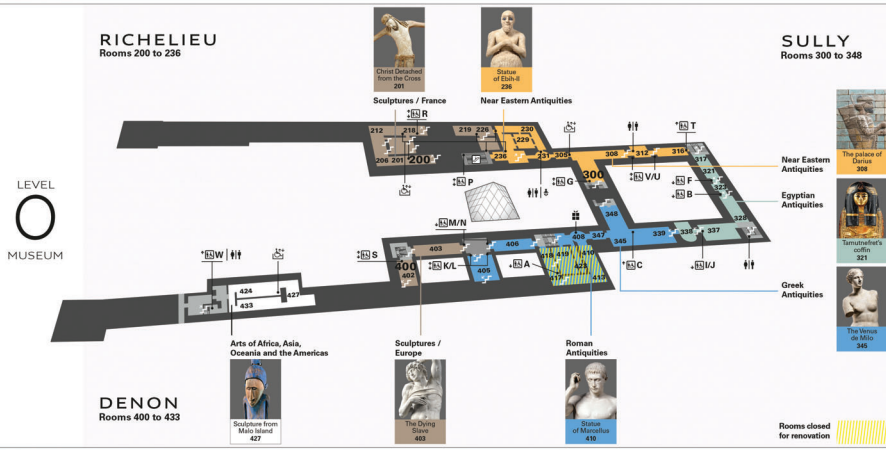 RICHELIEU
Rooms 200 to 236
Christ Detached
from the Cross
201
Statue
of Ebih-Il
236
SULLY
Rooms 300 to 348
Sculptures / France
Near Eastern Antiquities
R
T
212
218
219
226
230
229
206
201
200
236
231
305
308
312
316
317
P
G
V/U
F
B
300
321
323
328
The palace of
Darius
308
Near Eastern
Antiquities
Egyptian
Antiquities
Tamutnefret's
coffin
321
LEVEL
0
MUSEUM
M/N
348
S
403
406
408
347
345
339
338
337
400
402
K/L
405
A
C
I/J
W
424
427
433
Greek
Antiquities
The Venus
de Milo
345
Arts of Africa, Asia,
Oceania and the Americas
Sculptures /
Europe
Roman
Antiquities
DENON
Rooms 400 to 433
Sculpture from
Malo Island
427
The Dying
Slave
403
Statue
of Marcellus
410
Rooms closed
for renovation